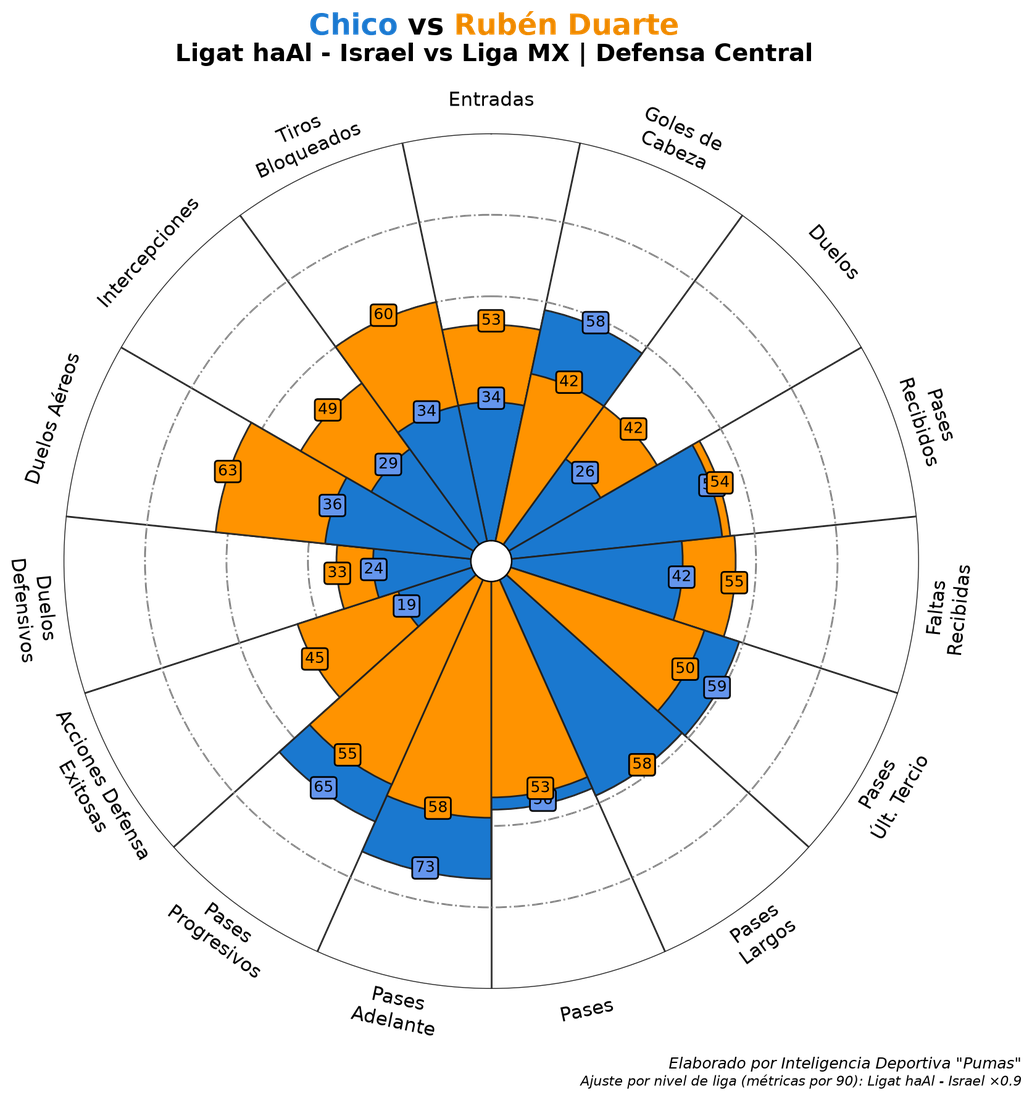 Chico vs Rubén Duarte
Ligat haAl - Israel vs Liga MX | Defensa Central
Entradas
Goles de
Cabeza
Duelos
Pases
Recibidos
Faltas
Recibidas
Pases
Últ. Tercio
Pases
Largos
Pases
Pases
Adelante
Pases
Progresivos
Acciones Defensa
Exitosas
Duelos
Defensivos
Duelos Aéreos
Intercepciones
Tiros
Bloqueados
53
34
58
42
42
26
54
42
55
50
59
58
53
58
73
55
65
45
19
33
24
63
36
49
29
60
34
Elaborado por Inteligencia Deportiva "Pumas"
Ajuste por nivel de liga (métricas por 90): Ligat haAl - Israel ×0.9